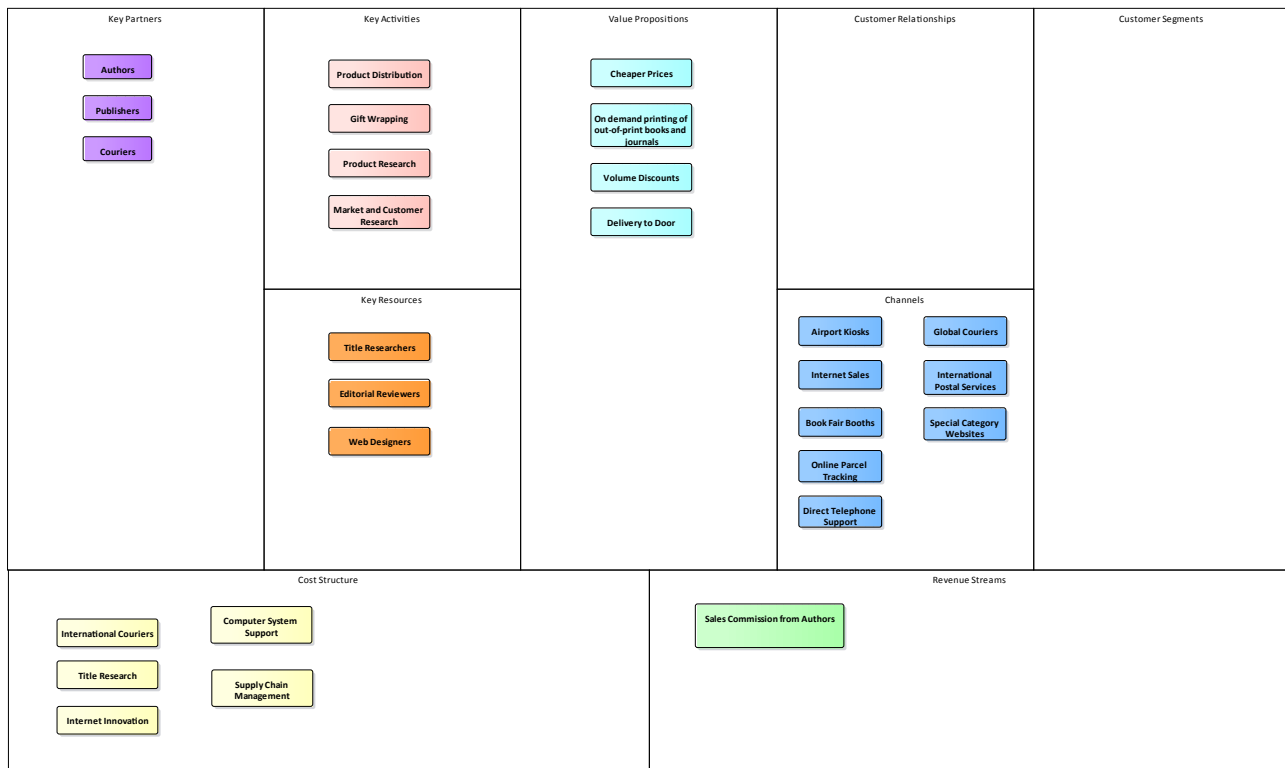 Key Partners
Authors
Publishers
Couriers
Key Activities
Product Distribution
Gift Wrapping
Product Research
Market and Customer
Research
Key Resources
Title Researchers
Editorial Reviewers
Web Designers
Value Propositions
Cheaper Prices
On demand printing of
out-of-print books and
journals
Volume Discounts
Delivery to Door
Customer Relationships
Channels
Airport Kiosks
Internet Sales
Book Fair Booths
Online Parcel
Tracking
Direct Telephone
Support
Global Couriers
International
Postal Services
Special Category
Websites
Customer Segments
Cost Structure
International Couriers
Title Research
Internet Innovation
Computer System
Support
Supply Chain
Management
Revenue Streams
Sales Commission from Authors